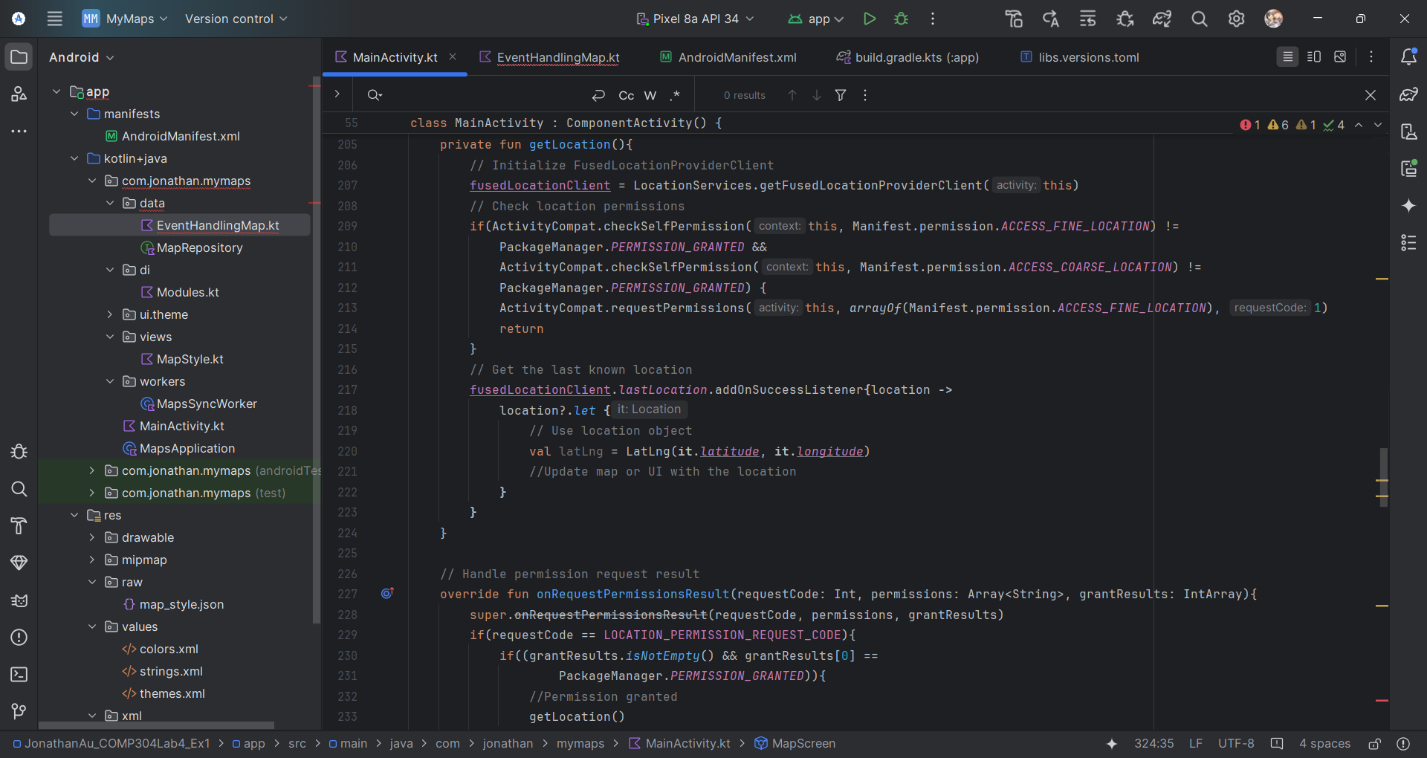 MM MyMaps Version control Pixel 8a API 34 app
Android
MainActivity.kt EventHandlingMap.kt AndroidManifest.xml build.gradle.kts (:app) libs.versions.toml
Cc W .* 0 results
app
manifests
AndroidManifest.xml
kotlin+java
com.jonathan.mymaps
data
EventHandlingMap.kt
MapRepository
di
Modules.kt
ui.theme
views
MapStyle.kt
workers
MapsSyncWorker
MainActivity.kt
MapsApplication
com.jonathan.mymaps (androidTes
com.jonathan.mymaps (test)
res
drawable
mipmap
raw
map_style.json
values
colors.xml
strings.xml
themes.xml
xml
55 class MainActivity : ComponentActivity() { 1 6 1 4
205 private fun getLocation(){
206 // Initialize FusedLocationProviderClient
207 fusedLocationClient = LocationServices.getFusedLocationProviderClient( activity: this)
208 // Check location permissions
209 if(ActivityCompat.checkSelfPermission( context: this, Manifest.permission.ACCESS_FINE_LOCATION) !=
210 PackageManager.PERMISSION_GRANTED &&
211 ActivityCompat.checkSelfPermission( context: this, Manifest.permission.ACCESS_COARSE_LOCATION) !=
212 PackageManager.PERMISSION_GRANTED) {
213 ActivityCompat.requestPermissions( activity: this, arrayOf(Manifest.permission.ACCESS_FINE_LOCATION), requestCode: 1)
214 return
215 }
216 // Get the last known location
217 fusedLocationClient.lastLocation.addOnSuccessListener{location ->
218 location?.let { it: Location
219 // Use location object
220 val latLng = LatLng(it.latitude, it.longitude)
221 //Update map or UI with the location
222 }
223 }
224 }
225
226 // Handle permission request result
227 override fun onRequestPermissionsResult(requestCode: Int, permissions: Array<String>, grantResults: IntArray){
228 super.onRequestPermissionsResult(requestCode, permissions, grantResults)
229 if(requestCode == LOCATION_PERMISSION_REQUEST_CODE){
230 if((grantResults.isNotEmpty() && grantResults[0] ==
231 PackageManager.PERMISSION_GRANTED)){
232 //Permission granted
233 getLocation()
JonathanAu_COMP304Lab4_Ex1 > app > src > main > java > com > jonathan > mymaps > MainActivity.kt > MapScreen 324:35 LF UTF-8 4 spaces